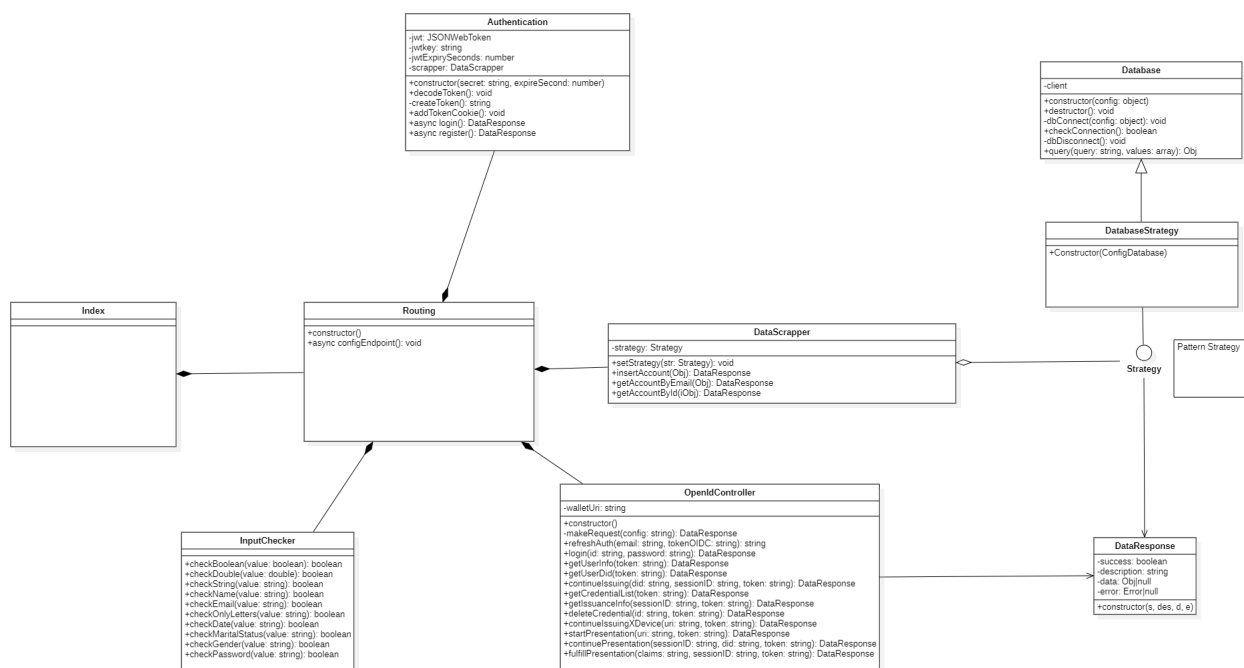 Authentication
-jwt: JSONWebToken
-jwtkey: string
-jwtExpirySeconds: number
-scrapper: DataScrapper
+constructor(secret: string, expireSecond: number)
+decodeToken(): void
-createToken(): string
+addTokenCookie(): void
+async login(): DataResponse
+async register(): DataResponse
Database
-client
+constructor(config: object)
+destructor(): void
-dbConnect(config: object): void
+checkConnection(): boolean
-dbDisconnect(): void
+query(query: string, values: array): Obj
DatabaseStrategy
+Constructor(ConfigDatabase)
Index
Routing
+constructor()
+async configEndpoint(): void
DataScrapper
-strategy: Strategy
+setStrategy(str: Strategy): void
+insertAccount(Obj): DataResponse
+getAccountByEmail(Obj): DataResponse
+getAccountById(iObj): DataResponse
Strategy
Pattern Strategy
InputChecker
+checkBoolean(value: boolean): boolean
+checkDouble(value: double): boolean
+checkString(value: string): boolean
+checkName(value: string): boolean
+checkEmail(value: string): boolean
+checkOnlyLetters(value: string): boolean
+checkDate(value: string): boolean
+checkMaritalStatus(value: string): boolean
+checkGender(value: string): boolean
+checkPassword(value: string): boolean
OpenIdController
-walletUri: string
+constructor()
-makeRequest(config: string): DataResponse
+refreshAuth(email: string, tokenOIDC: string): string
+login(id: string, password: string): DataResponse
+getUserInfo(token: string): DataResponse
+getUserDid(token: string): DataResponse
+continueIssuing(did: string, sessionID: string, token: string): DataResponse
+getCredentialList(token: string): DataResponse
+getIssuanceInfo(sessionID: string, token: string): DataResponse
+deleteCredential(id: string, token: string): DataResponse
+continueIssuingXDevice(uri: string, token: string): DataResponse
+startPresentation(uri: string, token: string): DataResponse
+continuePresentation(sessionID: string, did: string, token: string): DataResponse
+fulfillPresentation(claims: string, sessionID: string, token: string): DataResponse
DataResponse
-success: boolean
-description: string
-data: Obj|null
-error: Error|null
+constructor(s, des, d, e)